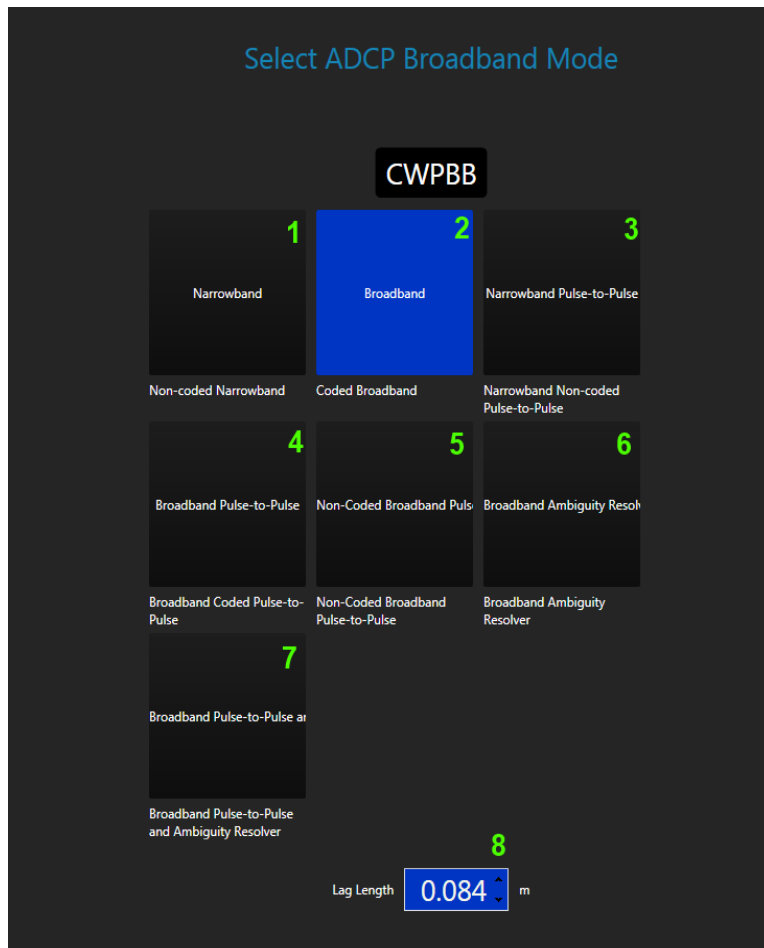 Select ADCP Broadband Mode
CWPBB
1
2
3
Narrowband
Broadband
Narrowband Pulse-to-Pulse
Non-coded Narrowband
Coded Broadband
Narrowband Non-coded
Pulse-to-Pulse
4
5
6
Broadband Pulse-to-Pulse
Non-Coded Broadband Puls
Broadband Ambiguity Resolv
Broadband Coded Pulse-to-
Pulse
Non-Coded Broadband
Pulse-to-Pulse
Broadband Ambiguity
Resolver
7
Broadband Pulse-to-Pulse an
Broadband Pulse-to-Pulse
and Ambiguity Resolver
8
Lag Length 0.084 m